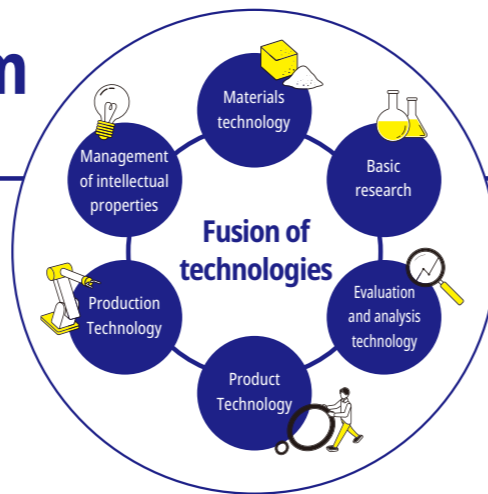 m
Materials
technology
Management
of intellectual
properties
Basic
research
Fusion of
technologies
Production
Technology
Evaluation
and analysis
technology
Product
Technology